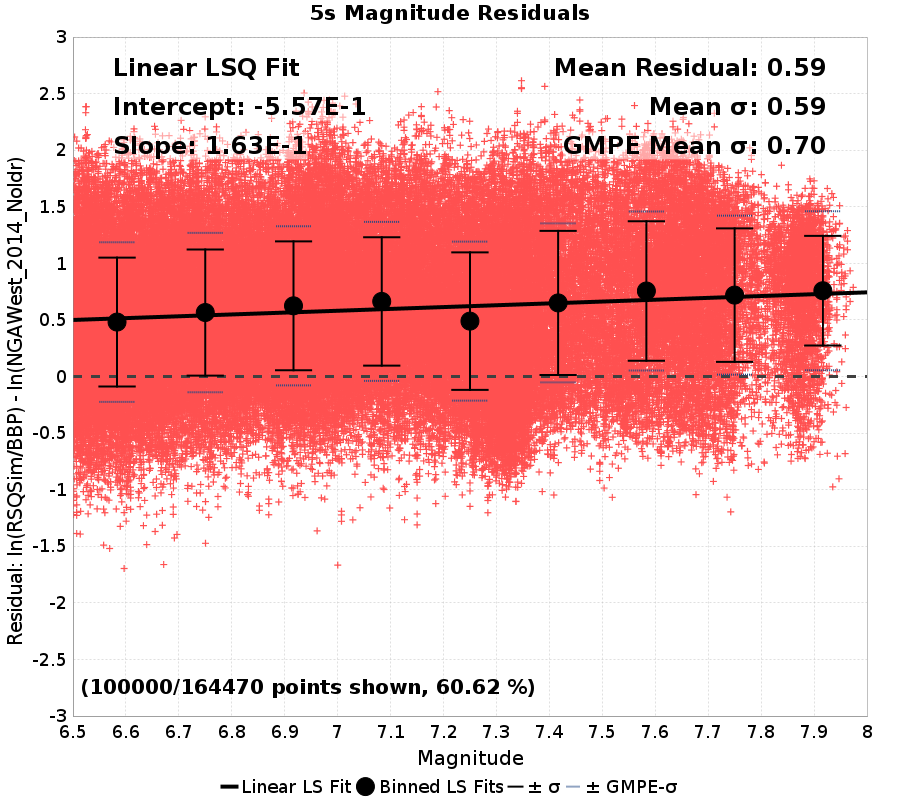 5s Magnitude Residuals
Linear LSQ Fit
Intercept: -5.57E-1
Slope: 1.63E-1
Mean Residual: 0.59
Mean σ: 0.59
GMPE Mean σ: 0.70
3
2.5
2
1.5
1
0.5
0
-0.5
-1
-1.5
-2
-2.5
-3
Residual: ln(RSQSim/BBP) - ln(NGAWest_2014_NoIdr)
(100000/164470 points shown, 60.62 %)
6.5 6.6 6.7 6.8 6.9 7 7.1 7.2 7.3 7.4 7.5 7.6 7.7 7.8 7.9 8
Magnitude
Linear LS Fit Binned LS Fits ± σ ± GMPE-σ